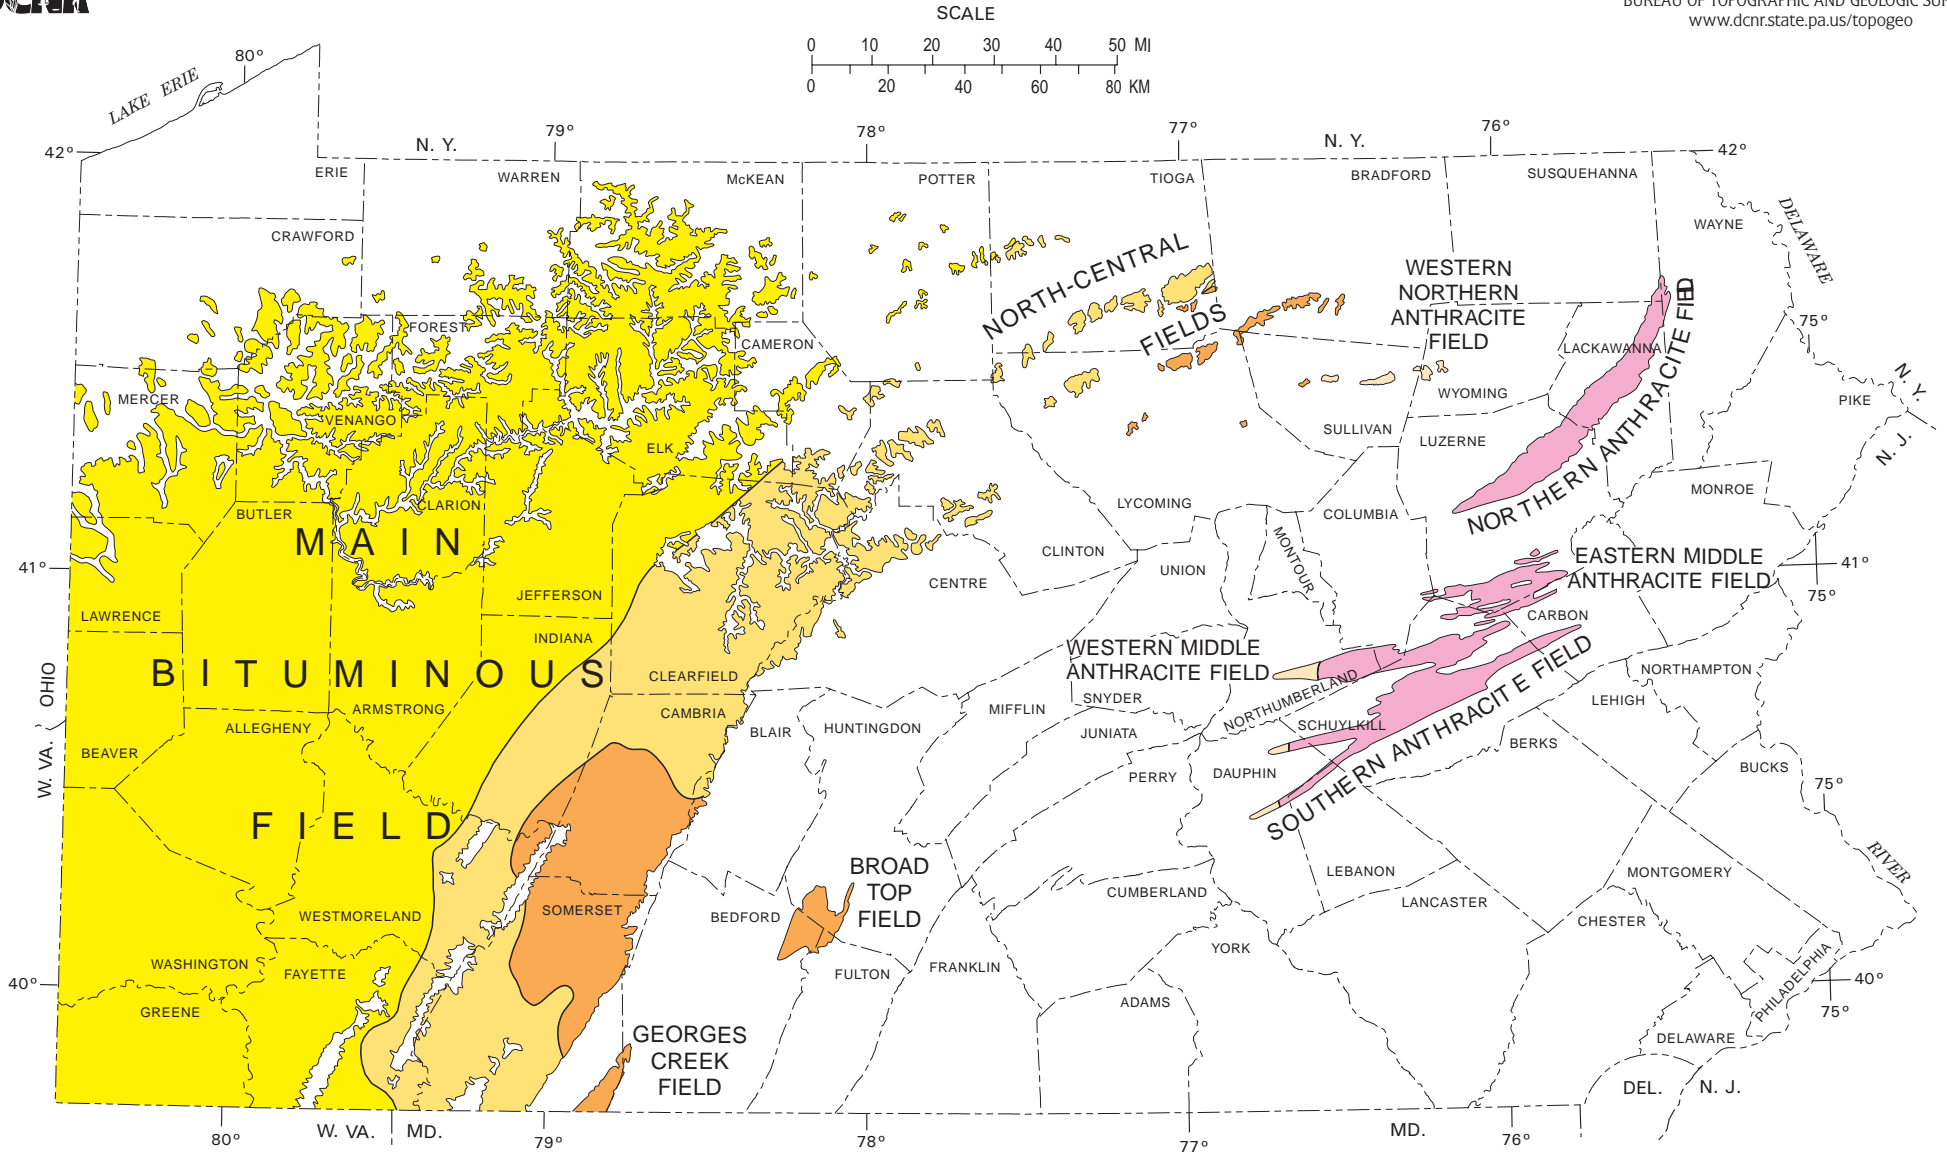 BUREAU OF TOPOGRAPHIC AND GEOLOGIC SUR
www.dcnr.state.pa.us/topogeo
SCALE
0 10 20 30 40 50 MI
0 20 40 60 80 KM
LAKE ERIE
80°
79°
78°
77°
76°
42°
N. Y.
N. Y.
42°
ERIE
WARREN
McKEAN
POTTER
TIOGA
BRADFORD
SUSQUEHANNA
WAYNE
DELAWARE
CRAWFORD
NORTH-CENTRAL
FIELDS
WESTERN
NORTHERN
ANTHRACITE
FIELD
NORTHERN ANTHRACITE FIELD
75°
FOREST
CAMERON
LACKAWANNA
MERCER
VENANGO
ELK
WYOMING
SULLIVAN
LUZERNE
PIKE
N. Y.
N. J.
BUTLER
CLARION
LYCOMING
COLUMBIA
MONROE
MAIN
CLINTON
MONTOUR
EASTERN MIDDLE
ANTHRACITE FIELD
41°
41°
75°
CENTRE
UNION
JEFFERSON
LAWRENCE
CARBON
INDIANA
BITUMINOUS
CLEARFIELD
WESTERN MIDDLE
ANTHRACITE FIELD
NORTHUMBERLAND
NORTHAMPTON
OHIO
W. VA.
ARMSTRONG
CAMBRIA
ALLEGHENY
BLAIR
HUNTINGDON
MIFFLIN
SNYDER
JUNIATA
SCHUYLKILL
LEHIGH
BEAVER
PERRY
DAUPHIN
SOUTHERN ANTHRACITE FIELD
BERKS
BUCKS
75°
FIELD
RIVER
BROAD
TOP
FIELD
LEBANON
MONTGOMERY
WESTMORELAND
SOMERSET
BEDFORD
CUMBERLAND
LANCASTER
CHESTER
WASHINGTON
FAYETTE
FULTON
FRANKLIN
YORK
PHILADELPHIA
40°
40°
75°
GREENE
ADAMS
GEORGES
CREEK
FIELD
DELAWARE
DEL.
N. J.
80°
W. VA.
MD.
79°
78°
77°
MD.
76°